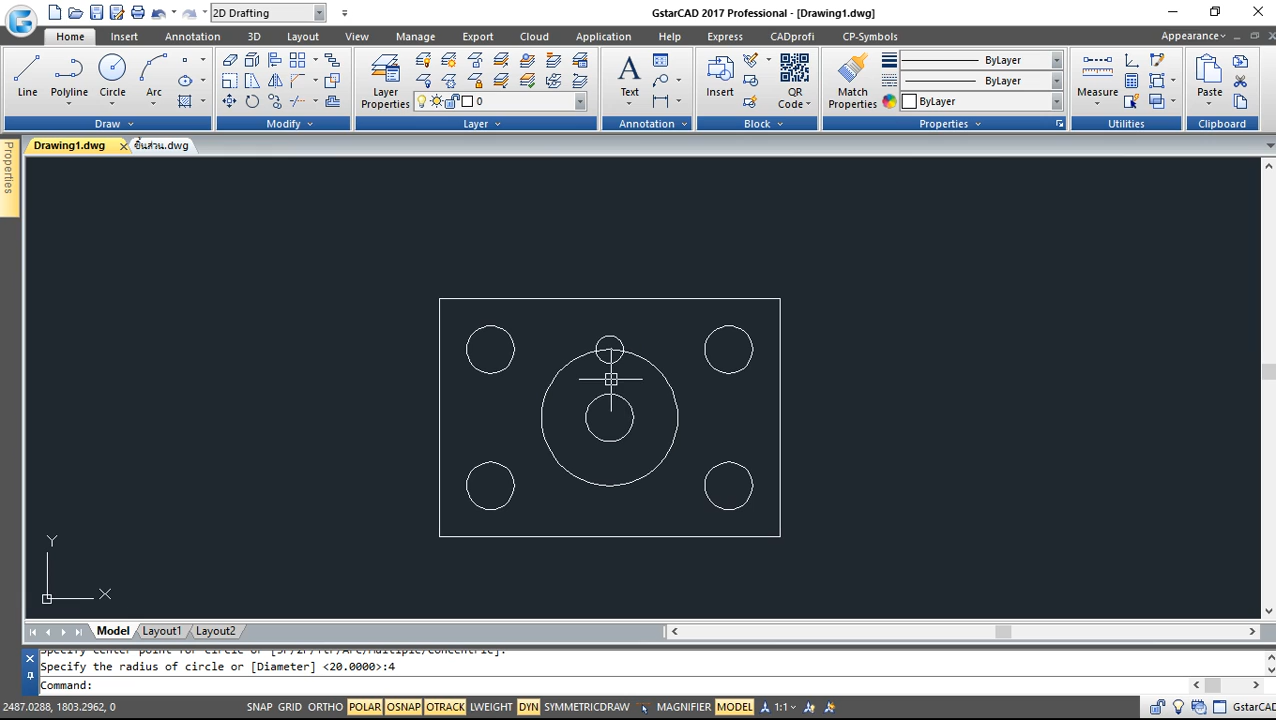 2D Drafting
GstarCAD 2017 Professional - [Drawing1.dwg]
Home Insert Annotation 3D Layout View Manage Export Cloud Application Help Express CADprofi CP-Symbols Appearance
Line Polyline Circle Arc
Layer Properties
0
Text
Insert
QR Code
Match Properties
ByLayer
ByLayer
ByLayer
Measure
Paste
Draw Modify Layer Annotation Block Properties Utilities Clipboard
Drawing1.dwg ชิ้นส่วน.dwg
Properties
Y
X
Model Layout1 Layout2
Specify the radius of circle or [Diameter] <20.0000>:4
Command:
2487.0288, 1803.2962, 0 SNAP GRID ORTHO POLAR OSNAP OTRACK LWEIGHT DYN SYMMETRICDRAW MAGNIFIER MODEL 1:1 GstarCAD